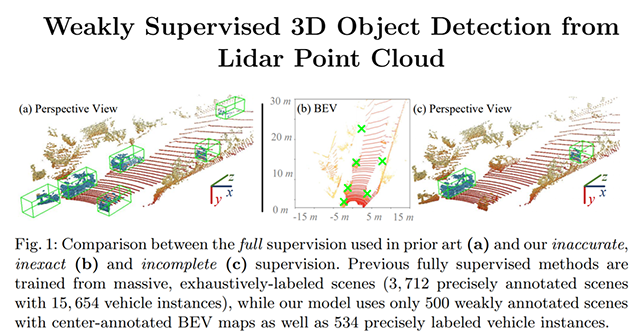 Weakly Supervised 3D Object Detection from
Lidar Point Cloud
(a) Perspective View
(b) BEV
(c) Perspective View
30 m
20 m
10 m
0 m
-15 m
5 m
15 m
z
x
y
z
x
y
Fig. 1: Comparison between the full supervision used in prior art (a) and our inaccurate,
inexact (b) and incomplete (c) supervision. Previous fully supervised methods are
trained from massive, exhaustively-labeled scenes (3,712 precisely annotated scenes
with 15,654 vehicle instances), while our model uses only 500 weakly annotated scenes
with center-annotated BEV maps as well as 534 precisely labeled vehicle instances.